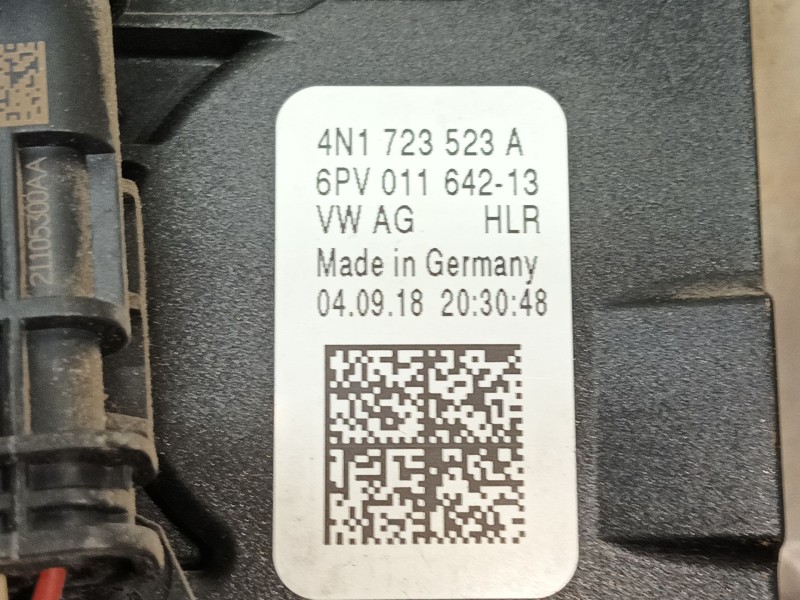 4N1 723 523 A
6PV 011 642-13
VW AG HLR
Made in Germany
04.09.18 20:30:48
21105300AA